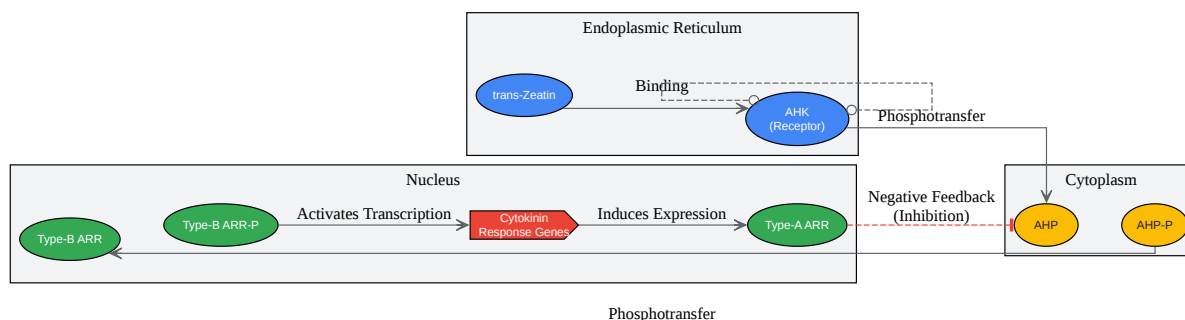 Endoplasmic Reticulum
trans-Zeatin
Binding
AHK
(Receptor)
Phosphotransfer
Nucleus
Type-B ARR
Type-B ARR-P
Activates Transcription
Cytokinin
Response Genes
Induces Expression
Type-A ARR
Negative Feedback
(Inhibition)
Cytoplasm
AHP
AHP-P
Phosphotransfer